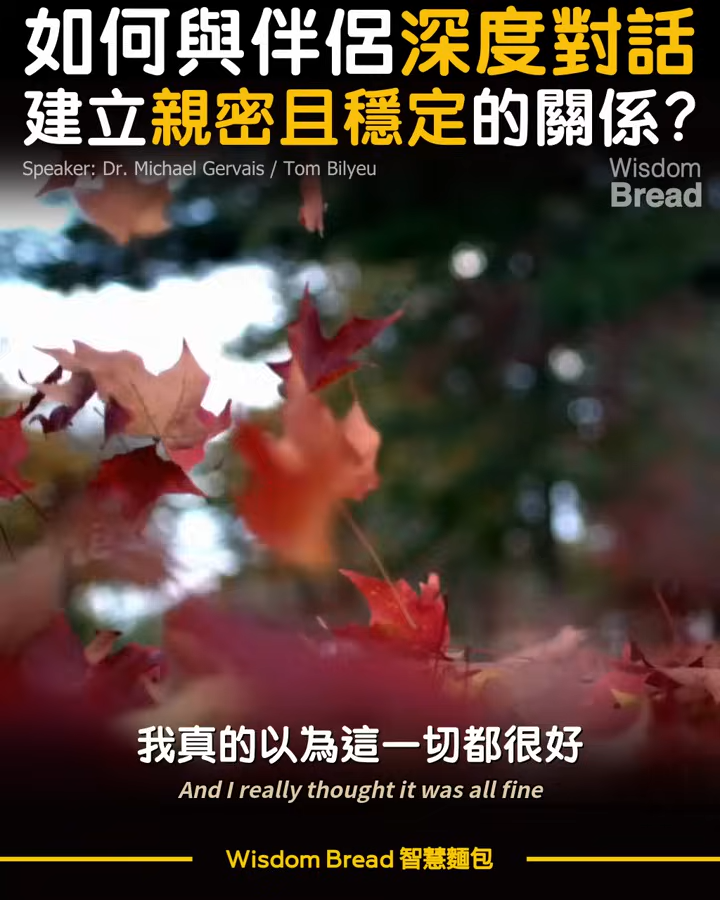 如何與伴侶深度對話
建立親密且穩定的關係?
Speaker: Dr. Michael Gervais / Tom Bilyeu
Wisdom
Bread
我真的以為這一切都很好
And I really thought it was all fine
Wisdom Bread 智慧麵包